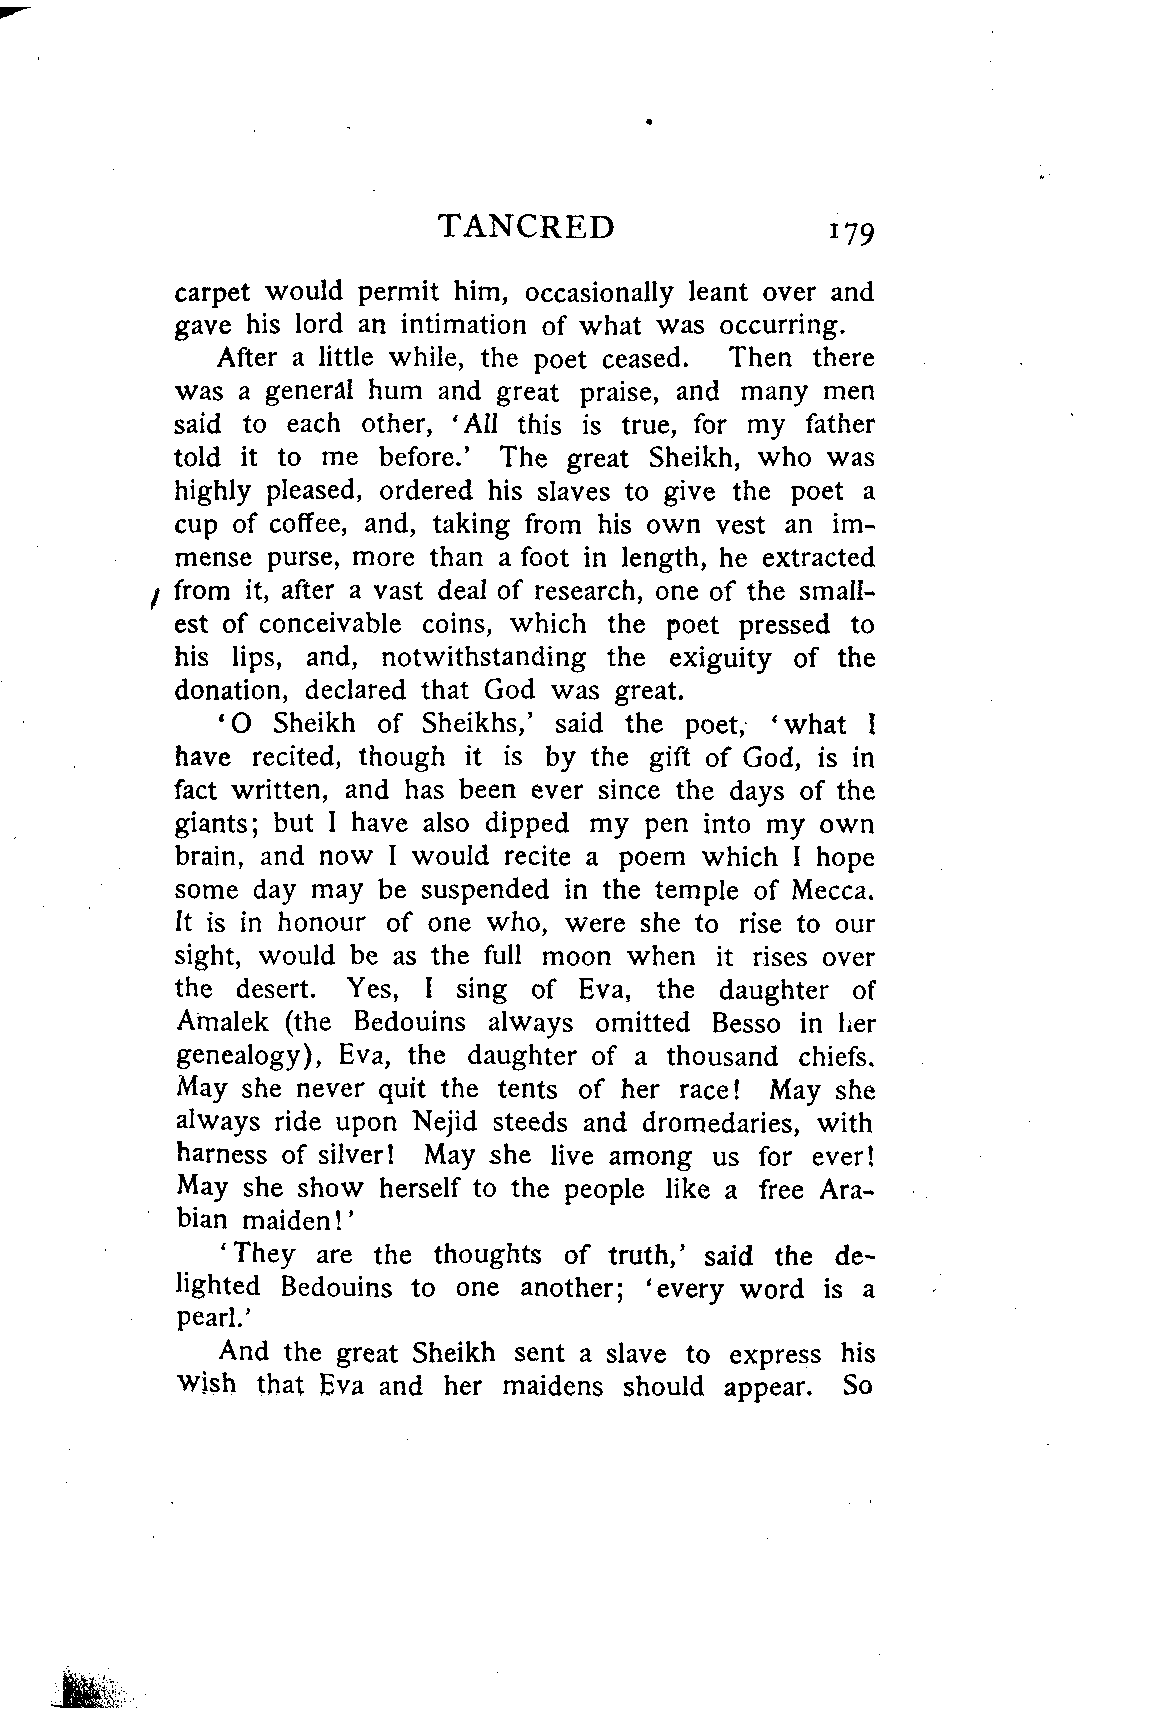 TANCRED 179
carpet would permit him, occasionally leant over and
gave his lord an intimation of what was occurring.
After a little while, the poet ceased. Then there
was a general hum and great praise, and many men
said to each other, ‘All this is true, for my father
told it to me before.’ The great Sheikh, who was
highly pleased, ordered his slaves to give the poet a
cup of coffee, and, taking from his own vest an im-
mense purse, more than a foot in length, he extracted
from it, after a vast deal of research, one of the small-
est of conceivable coins, which the poet pressed to
his lips, and, notwithstanding the exiguity of the
donation, declared that God was great.
‘O Sheikh of Sheikhs,’ said the poet, ‘what I
have recited, though it is by the gift of God, is in
fact written, and has been ever since the days of the
giants; but I have also dipped my pen into my own
brain, and now I would recite a poem which I hope
some day may be suspended in the temple of Mecca.
It is in honour of one who, were she to rise to our
sight, would be as the full moon when it rises over
the desert. Yes, I sing of Eva, the daughter of
Amalek (the Bedouins always omitted Besso in her
genealogy), Eva, the daughter of a thousand chiefs.
May she never quit the tents of her race! May she
always ride upon Nejid steeds and dromedaries, with
harness of silver! May she live among us for ever!
May she show herself to the people like a free Ara-
bian maiden!’
‘They are the thoughts of truth,’ said the de-
lighted Bedouins to one another; ‘every word is a
pearl.’
And the great Sheikh sent a slave to express his
wish that Eva and her maidens should appear. So